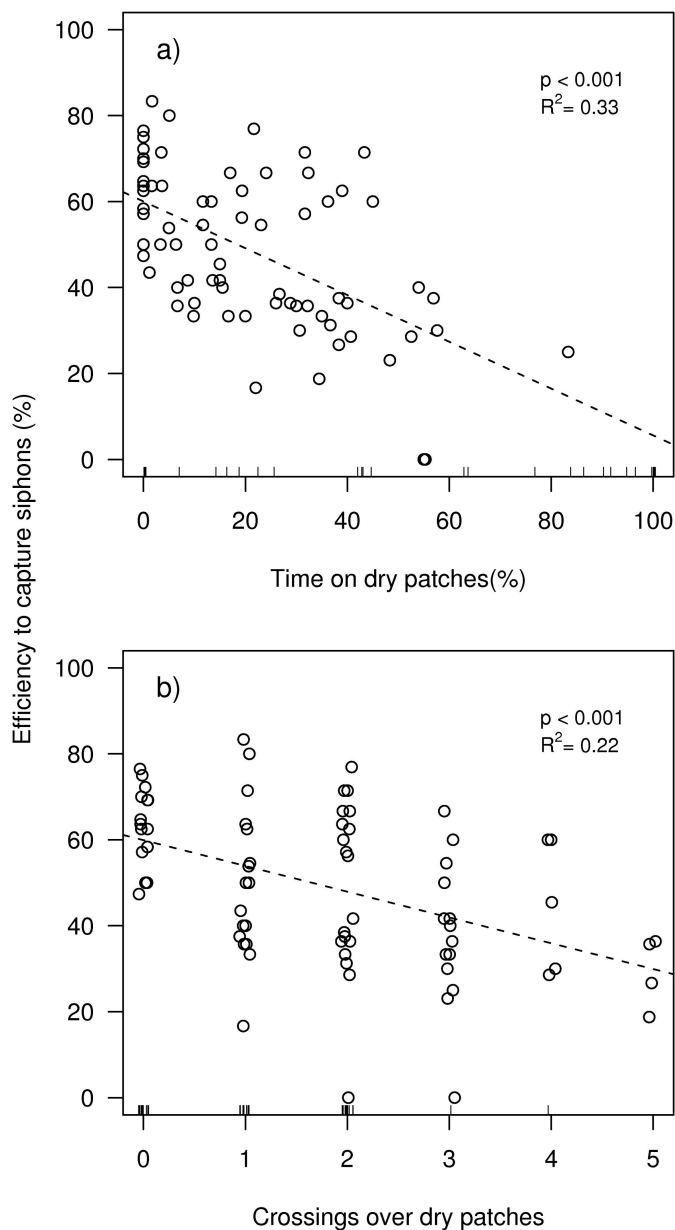 Efficiency to capture siphons (%)
a)
p < 0.001
R²= 0.33
100
80
60
40
20
0
0 20 40 60 80 100
Time on dry patches(%)
b)
p < 0.001
R²= 0.22
100
80
60
40
20
0
0 1 2 3 4 5
Crossings over dry patches